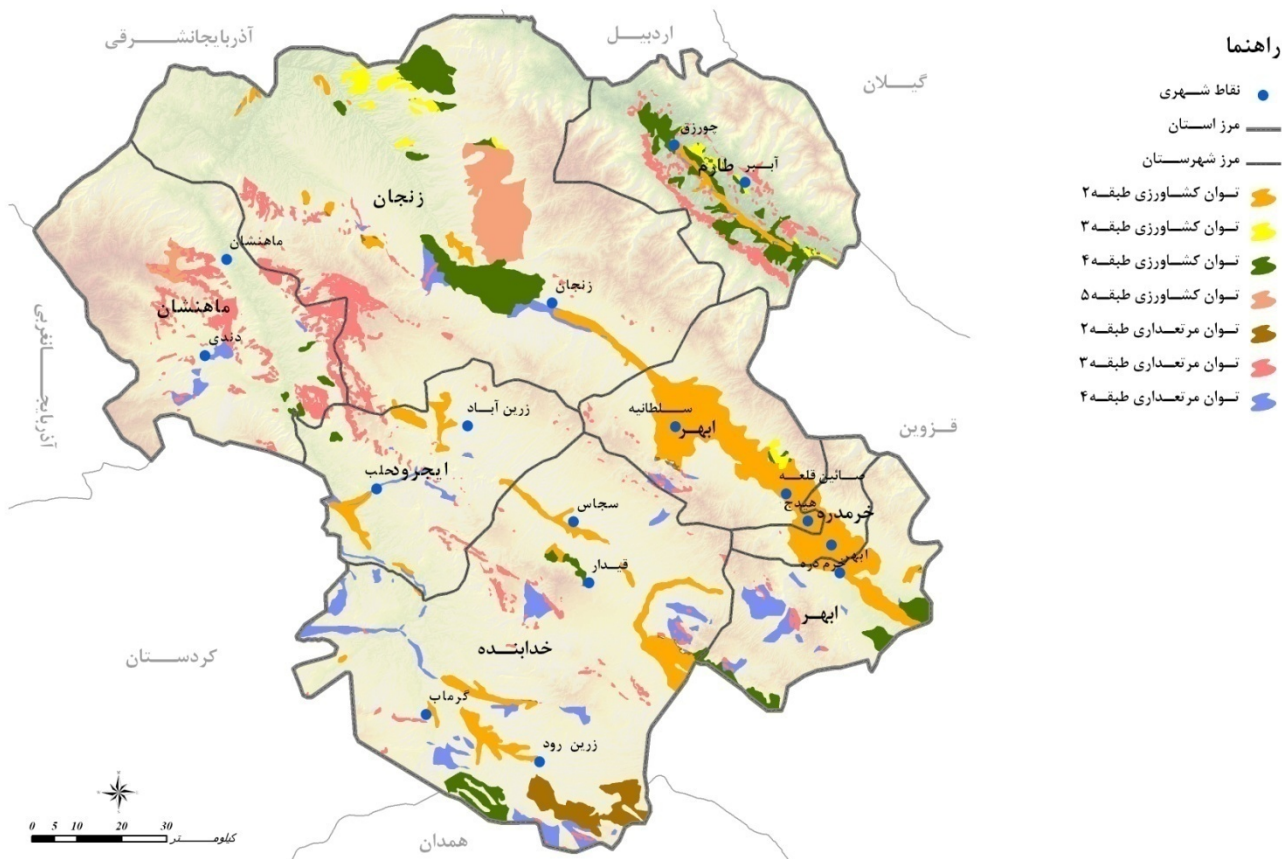 آذربایجانشرقی
اردبیل
گیلان
راهنما
نقاط شهری
مرز استان
مرز شهرستان
توان کشاورزی طبقه۲
توان کشاورزی طبقه۳
توان کشاورزی طبقه۴
توان کشاورزی طبقه۵
توان مرتعداری طبقه۲
توان مرتعداری طبقه۳
توان مرتعداری طبقه۴
چورزق
طارم
آببر
زنجان
ماهنشان
زنجان
ماهنشان
دندی
آذربایجانغربی
سلطانیه
ابهر
قزوین
زرین آباد
ایجرود
حلب
صائین قلعه
هیدج
خرمدره
سجاس
ابهر
خرم دره
قیدار
ابهر
خدابنده
کردستان
گرماب
زرین رود
همدان
0 5 10 20 30
کیلومتر